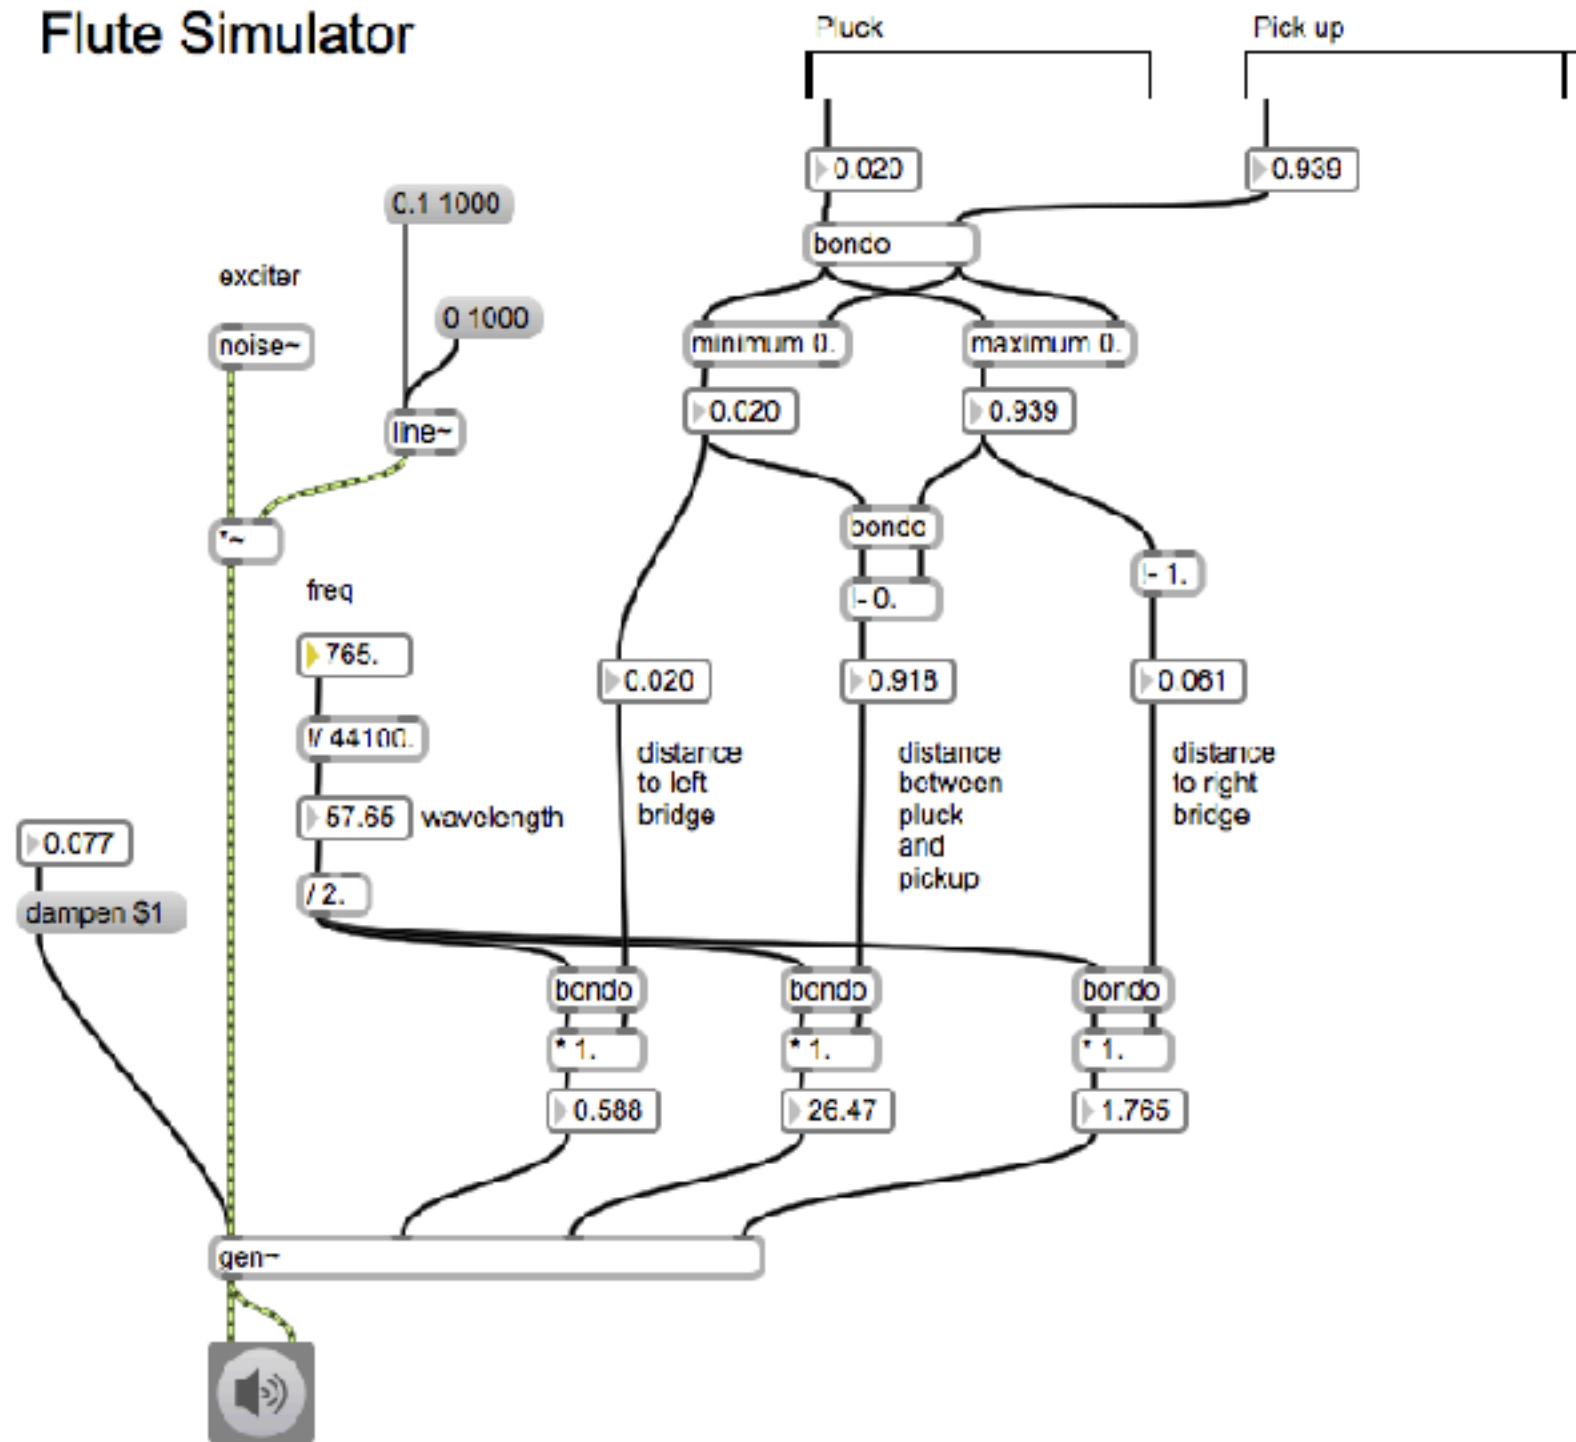 Flute Simulator
Pluck
Pick up
0.020
0.939
0.1 1000
bondo
exciter
0 1000
noise~
minimum 0.
maximum 0.
0.020
0.939
line~
bondo
*~
!- 1.
freq
!- 0.
765.
0.020
0.918
0.061
!/ 44100.
distance
to left
bridge
distance
between
pluck
and
pickup
distance
to right
bridge
57.65
wavelength
0.077
/ 2.
dampen $1
bondo
bondo
bondo
* 1.
* 1.
* 1.
0.588
26.47
1.765
gen~